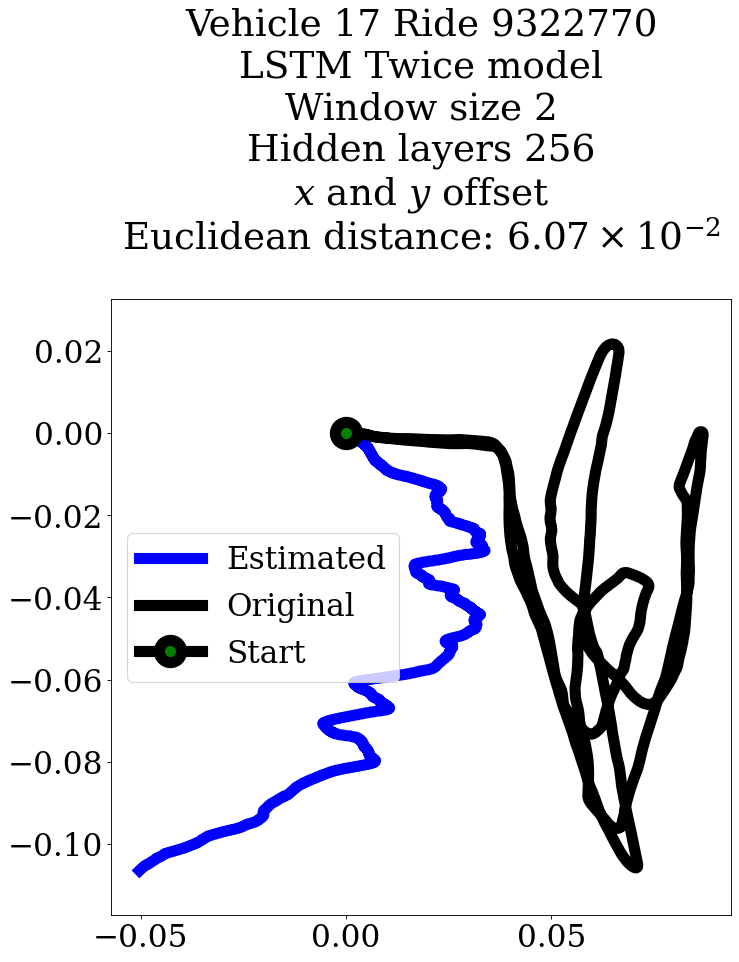 Vehicle 17 Ride 9322770
LSTM Twice model
Window size 2
Hidden layers 256
x and y offset
Euclidean distance: 6.07 × 10⁻²
0.02
0.00
−0.02
−0.04
−0.06
−0.08
−0.10
Estimated
Original
Start
−0.05
0.00
0.05